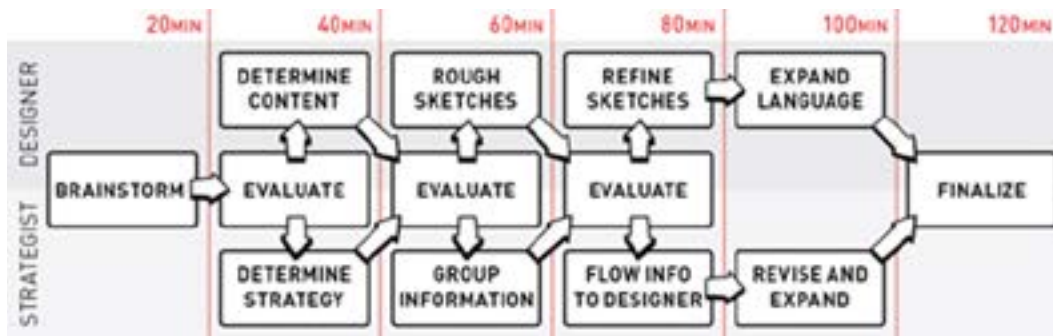 20MIN
40MIN
60MIN
80MIN
100MIN
120MIN
DESIGNER
STRATEGIST
DETERMINE
CONTENT
ROUGH
SKETCHES
REFINE
SKETCHES
EXPAND
LANGUAGE
BRAINSTORM
EVALUATE
EVALUATE
EVALUATE
FINALIZE
DETERMINE
STRATEGY
GROUP
INFORMATION
FLOW INFO
TO DESIGNER
REVISE AND
EXPAND